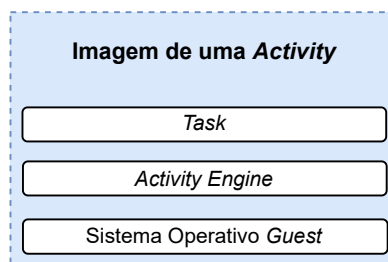 Imagem de uma Activity
Task
Activity Engine
Sistema Operativo Guest